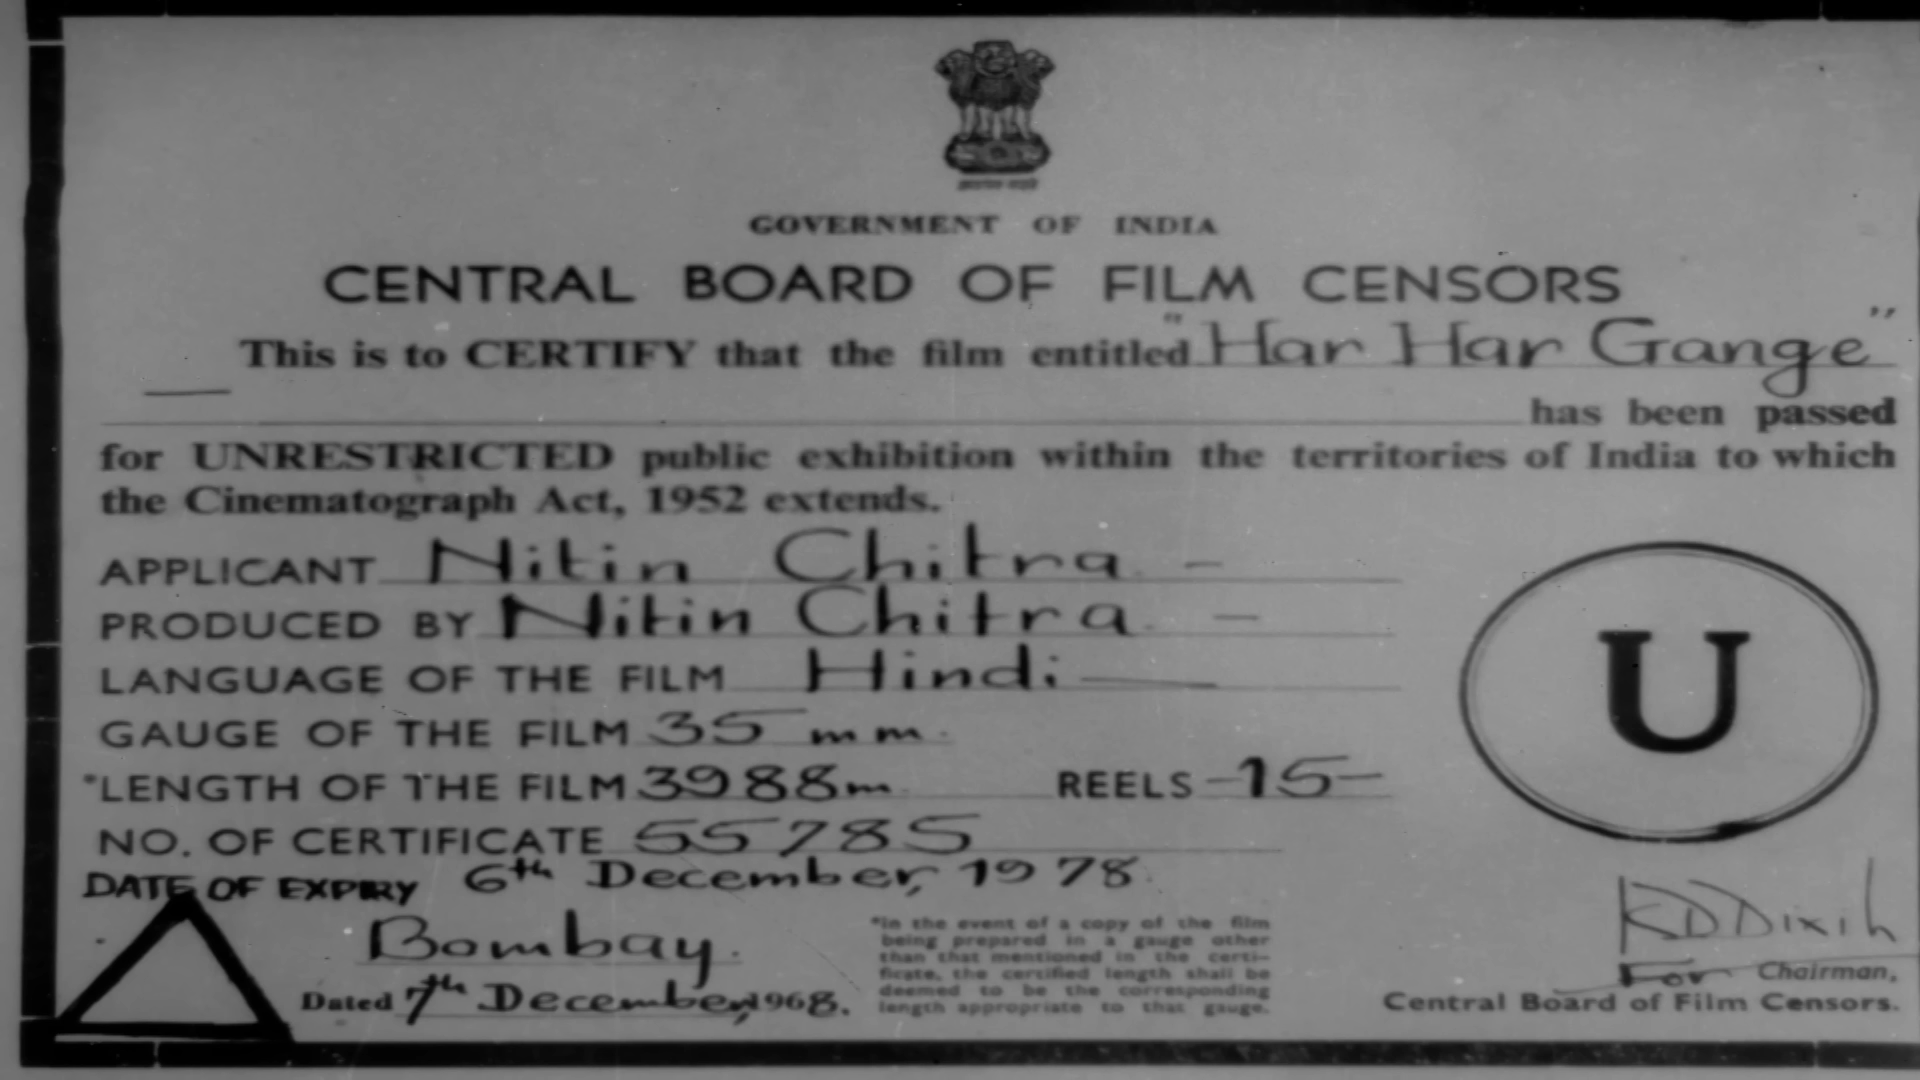 GOVERNMENT OF INDIA
CENTRAL BOARD OF FILM CENSORS
This is to CERTIFY that the film entitled "Har Har Gange"
has been passed
for UNRESTRICTED public exhibition within the territories of India to which
the Cinematograph Act, 1952 extends.
APPLICANT Nitin Chitra -
PRODUCED BY Nitin Chitra -
LANGUAGE OF THE FILM Hindi
GAUGE OF THE FILM 35 mm.
*LENGTH OF THE FILM 3988m REELS -15-
U
NO. OF CERTIFICATE 55785
DATE OF EXPIRY 6th December, 1978.
Bombay.
Dated 7th December, 1968.
*In the event of a copy of the film
being prepared in a gauge other
than that mentioned in the certi-
ficate, the certified length shall be
deemed to be the corresponding
length appropriate to that gauge.
KD Dixit
For Chairman,
Central Board of Film Censors.